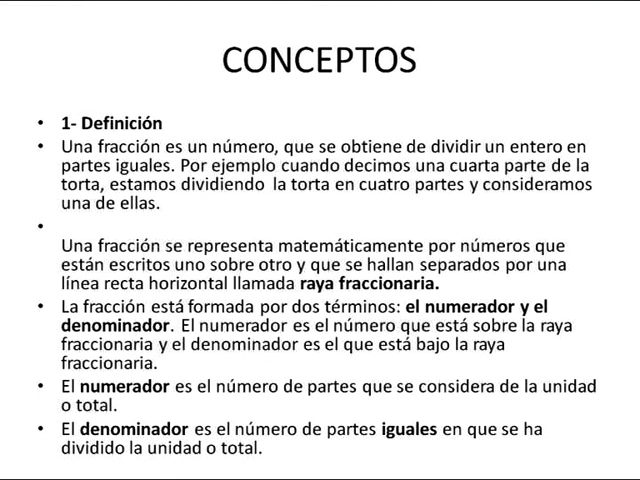 CONCEPTOS
• 1- Definición
• Una fracción es un número, que se obtiene de dividir un entero en
partes iguales. Por ejemplo cuando decimos una cuarta parte de la
torta, estamos dividiendo la torta en cuatro partes y consideramos
una de ellas.
•
Una fracción se representa matemáticamente por números que
están escritos uno sobre otro y que se hallan separados por una
línea recta horizontal llamada raya fraccionaria.
• La fracción está formada por dos términos: el numerador y el
denominador. El numerador es el número que está sobre la raya
fraccionaria y el denominador es el que está bajo la raya
fraccionaria.
• El numerador es el número de partes que se considera de la unidad
o total.
• El denominador es el número de partes iguales en que se ha
dividido la unidad o total.